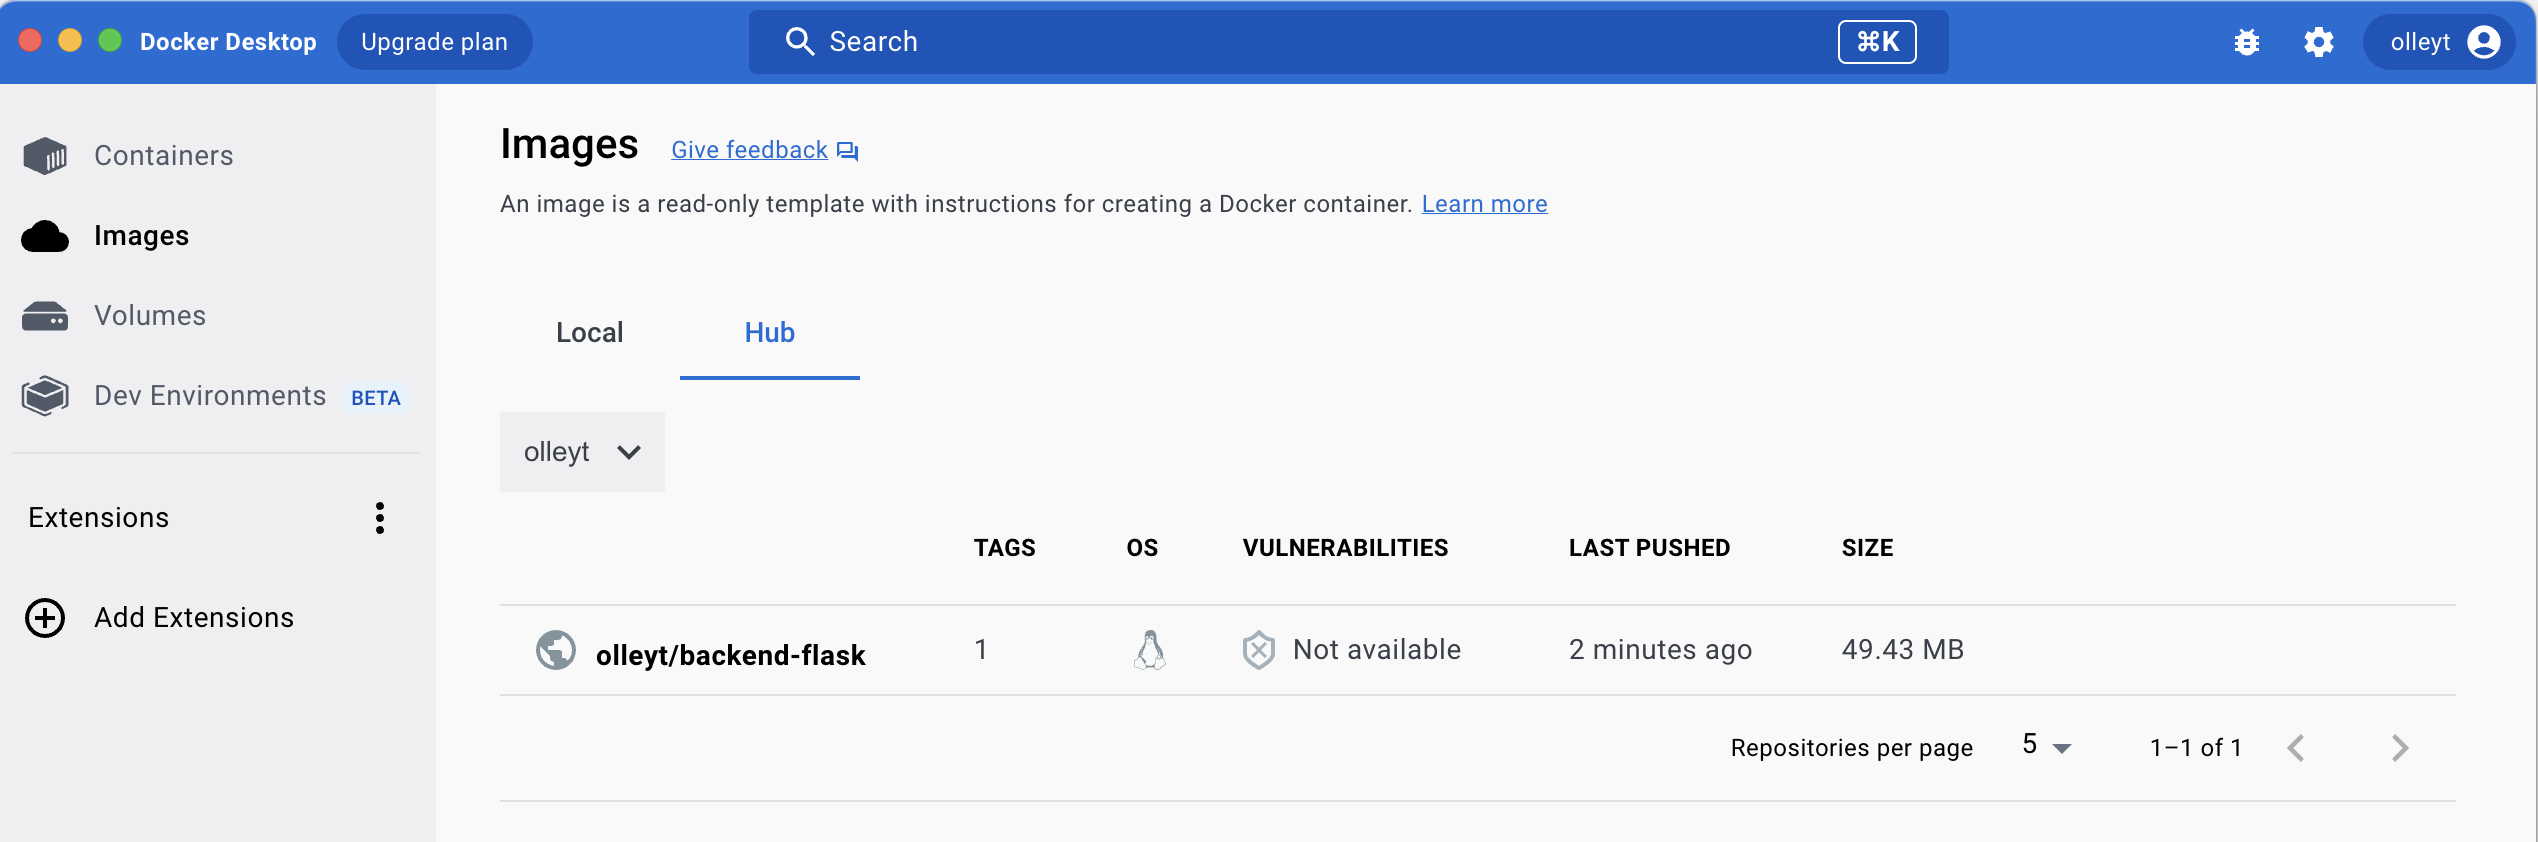 Docker Desktop
Upgrade plan
Search
⌘K
olleyt
Containers
Images
Volumes
Dev Environments BETA
Extensions
Add Extensions
Images
Give feedback
An image is a read-only template with instructions for creating a Docker container. Learn more
Local
Hub
olleyt
TAGS OS VULNERABILITIES LAST PUSHED SIZE
olleyt/backend-flask 1 Not available 2 minutes ago 49.43 MB
Repositories per page 5 1–1 of 1